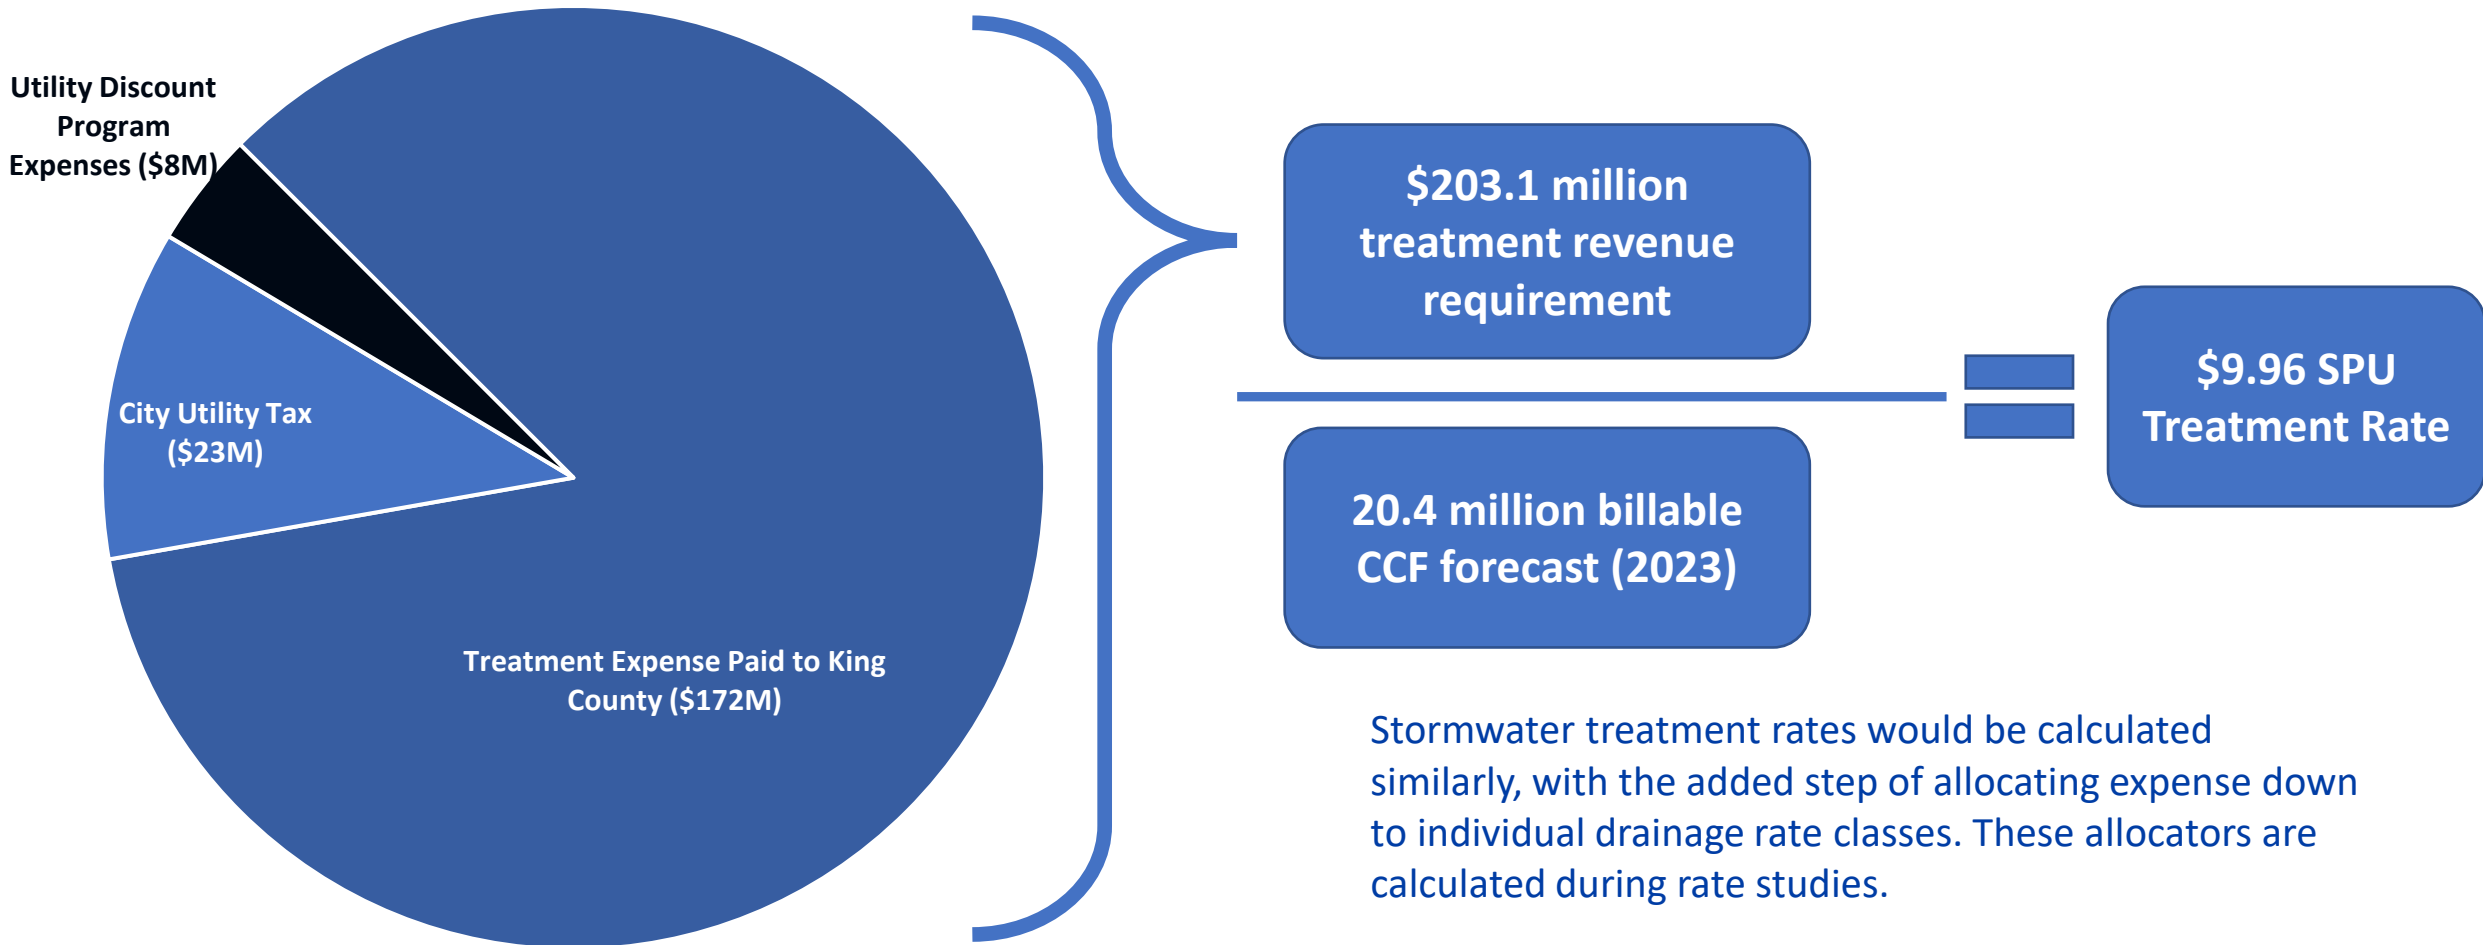 Utility Discount
Program
Expenses ($8M)
City Utility Tax
($23M)
Treatment Expense Paid to King
County ($172M)
$203.1 million
treatment revenue
requirement
20.4 million billable
CCF forecast (2023)
$9.96 SPU
Treatment Rate
Stormwater treatment rates would be calculated
similarly, with the added step of allocating expense down
to individual drainage rate classes. These allocators are
calculated during rate studies.